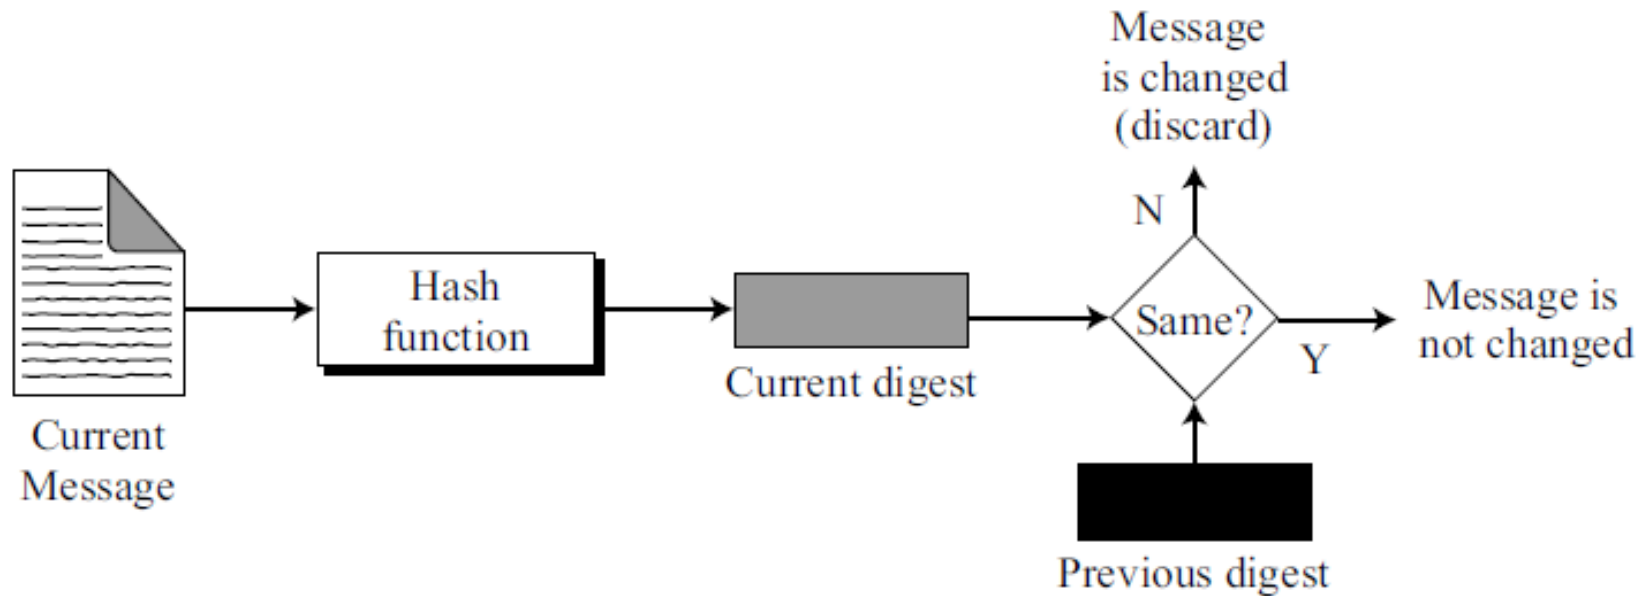 Message
is changed
(discard)
N
Hash
function
Same?
Message is
not changed
Y
Current digest
Current
Message
Previous digest